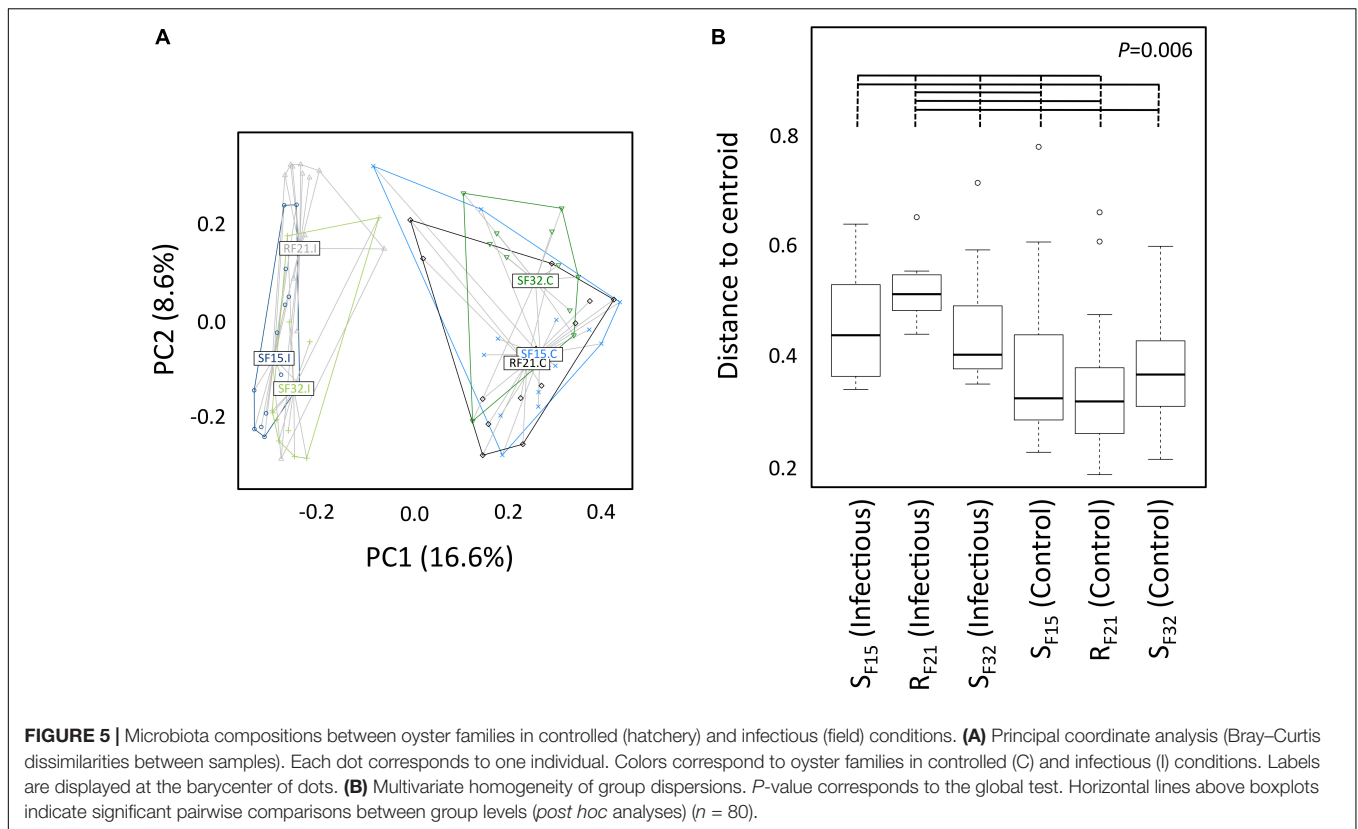 A
B
P=0.006
PC2 (8.6%)
0.2
0.0
-0.2
RF21.I
SF15.I
SF32.I
SF32.C
SF15.C
RF21.C
-0.2
0.0
0.2
0.4
PC1 (16.6%)
Distance to centroid
0.8
0.6
0.4
0.2
SF15 (Infectious)
RF21 (Infectious)
SF32 (Infectious)
SF15 (Control)
RF21 (Control)
SF32 (Control)
FIGURE 5 | Microbiota compositions between oyster families in controlled (hatchery) and infectious (field) conditions. (A) Principal coordinate analysis (Bray–Curtis
dissimilarities between samples). Each dot corresponds to one individual. Colors correspond to oyster families in controlled (C) and infectious (I) conditions. Labels
are displayed at the barycenter of dots. (B) Multivariate homogeneity of group dispersions. P-value corresponds to the global test. Horizontal lines above boxplots
indicate significant pairwise comparisons between group levels (post hoc analyses) (n = 80).